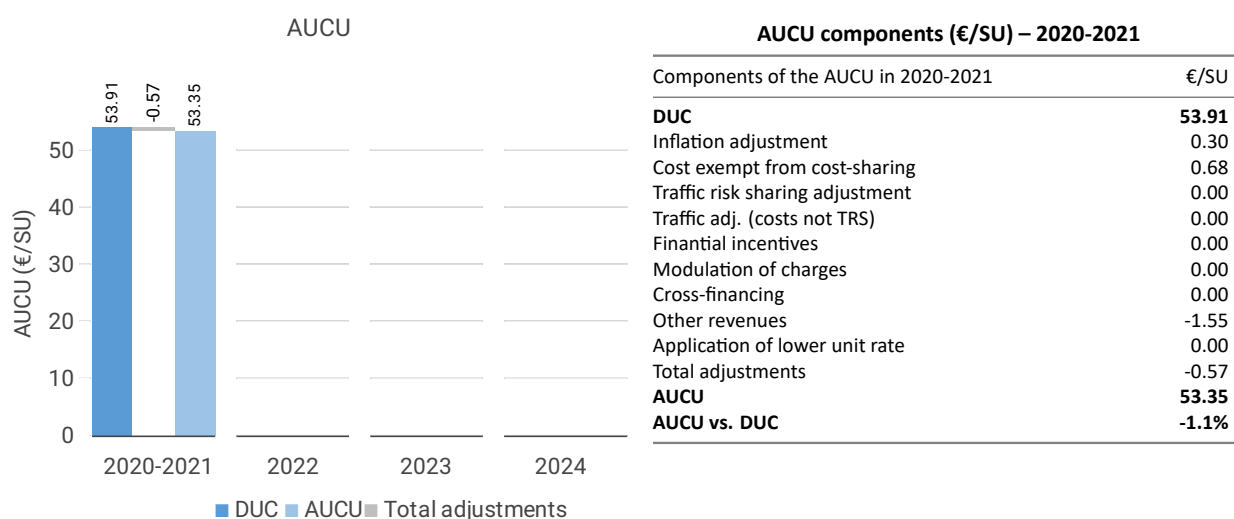 AUCU
53.91
-0.57
53.35
50
40
30
20
10
0
AUCU (€/SU)
2020-2021 2022 2023 2024
DUC AUCU Total adjustments
AUCU components (€/SU) – 2020-2021
Components of the AUCU in 2020-2021 €/SU
DUC 53.91
Inflation adjustment 0.30
Cost exempt from cost-sharing 0.68
Traffic risk sharing adjustment 0.00
Traffic adj. (costs not TRS) 0.00
Finantial incentives 0.00
Modulation of charges 0.00
Cross-financing 0.00
Other revenues -1.55
Application of lower unit rate 0.00
Total adjustments -0.57
AUCU 53.35
AUCU vs. DUC -1.1%